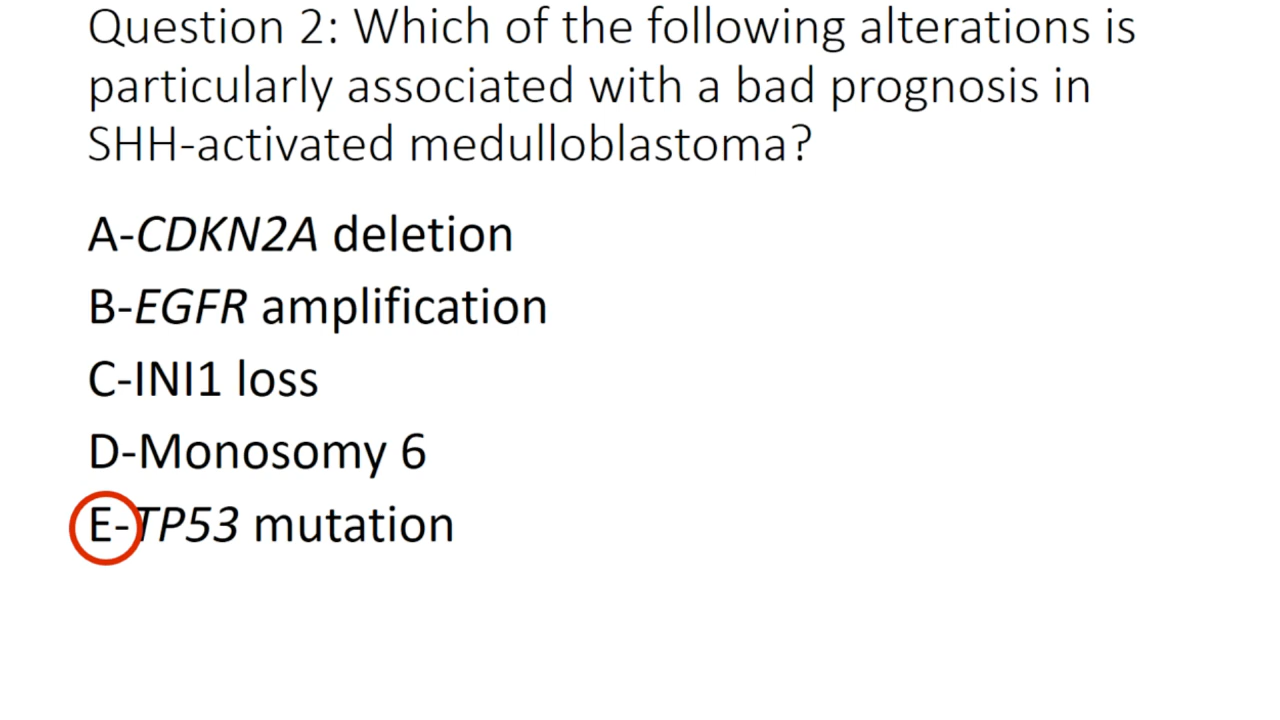 Question 2: Which of the following alterations is
particularly associated with a bad prognosis in
SHH-activated medulloblastoma?
A-CDKN2A deletion
B-EGFR amplification
C-INI1 loss
D-Monosomy 6
E-TP53 mutation